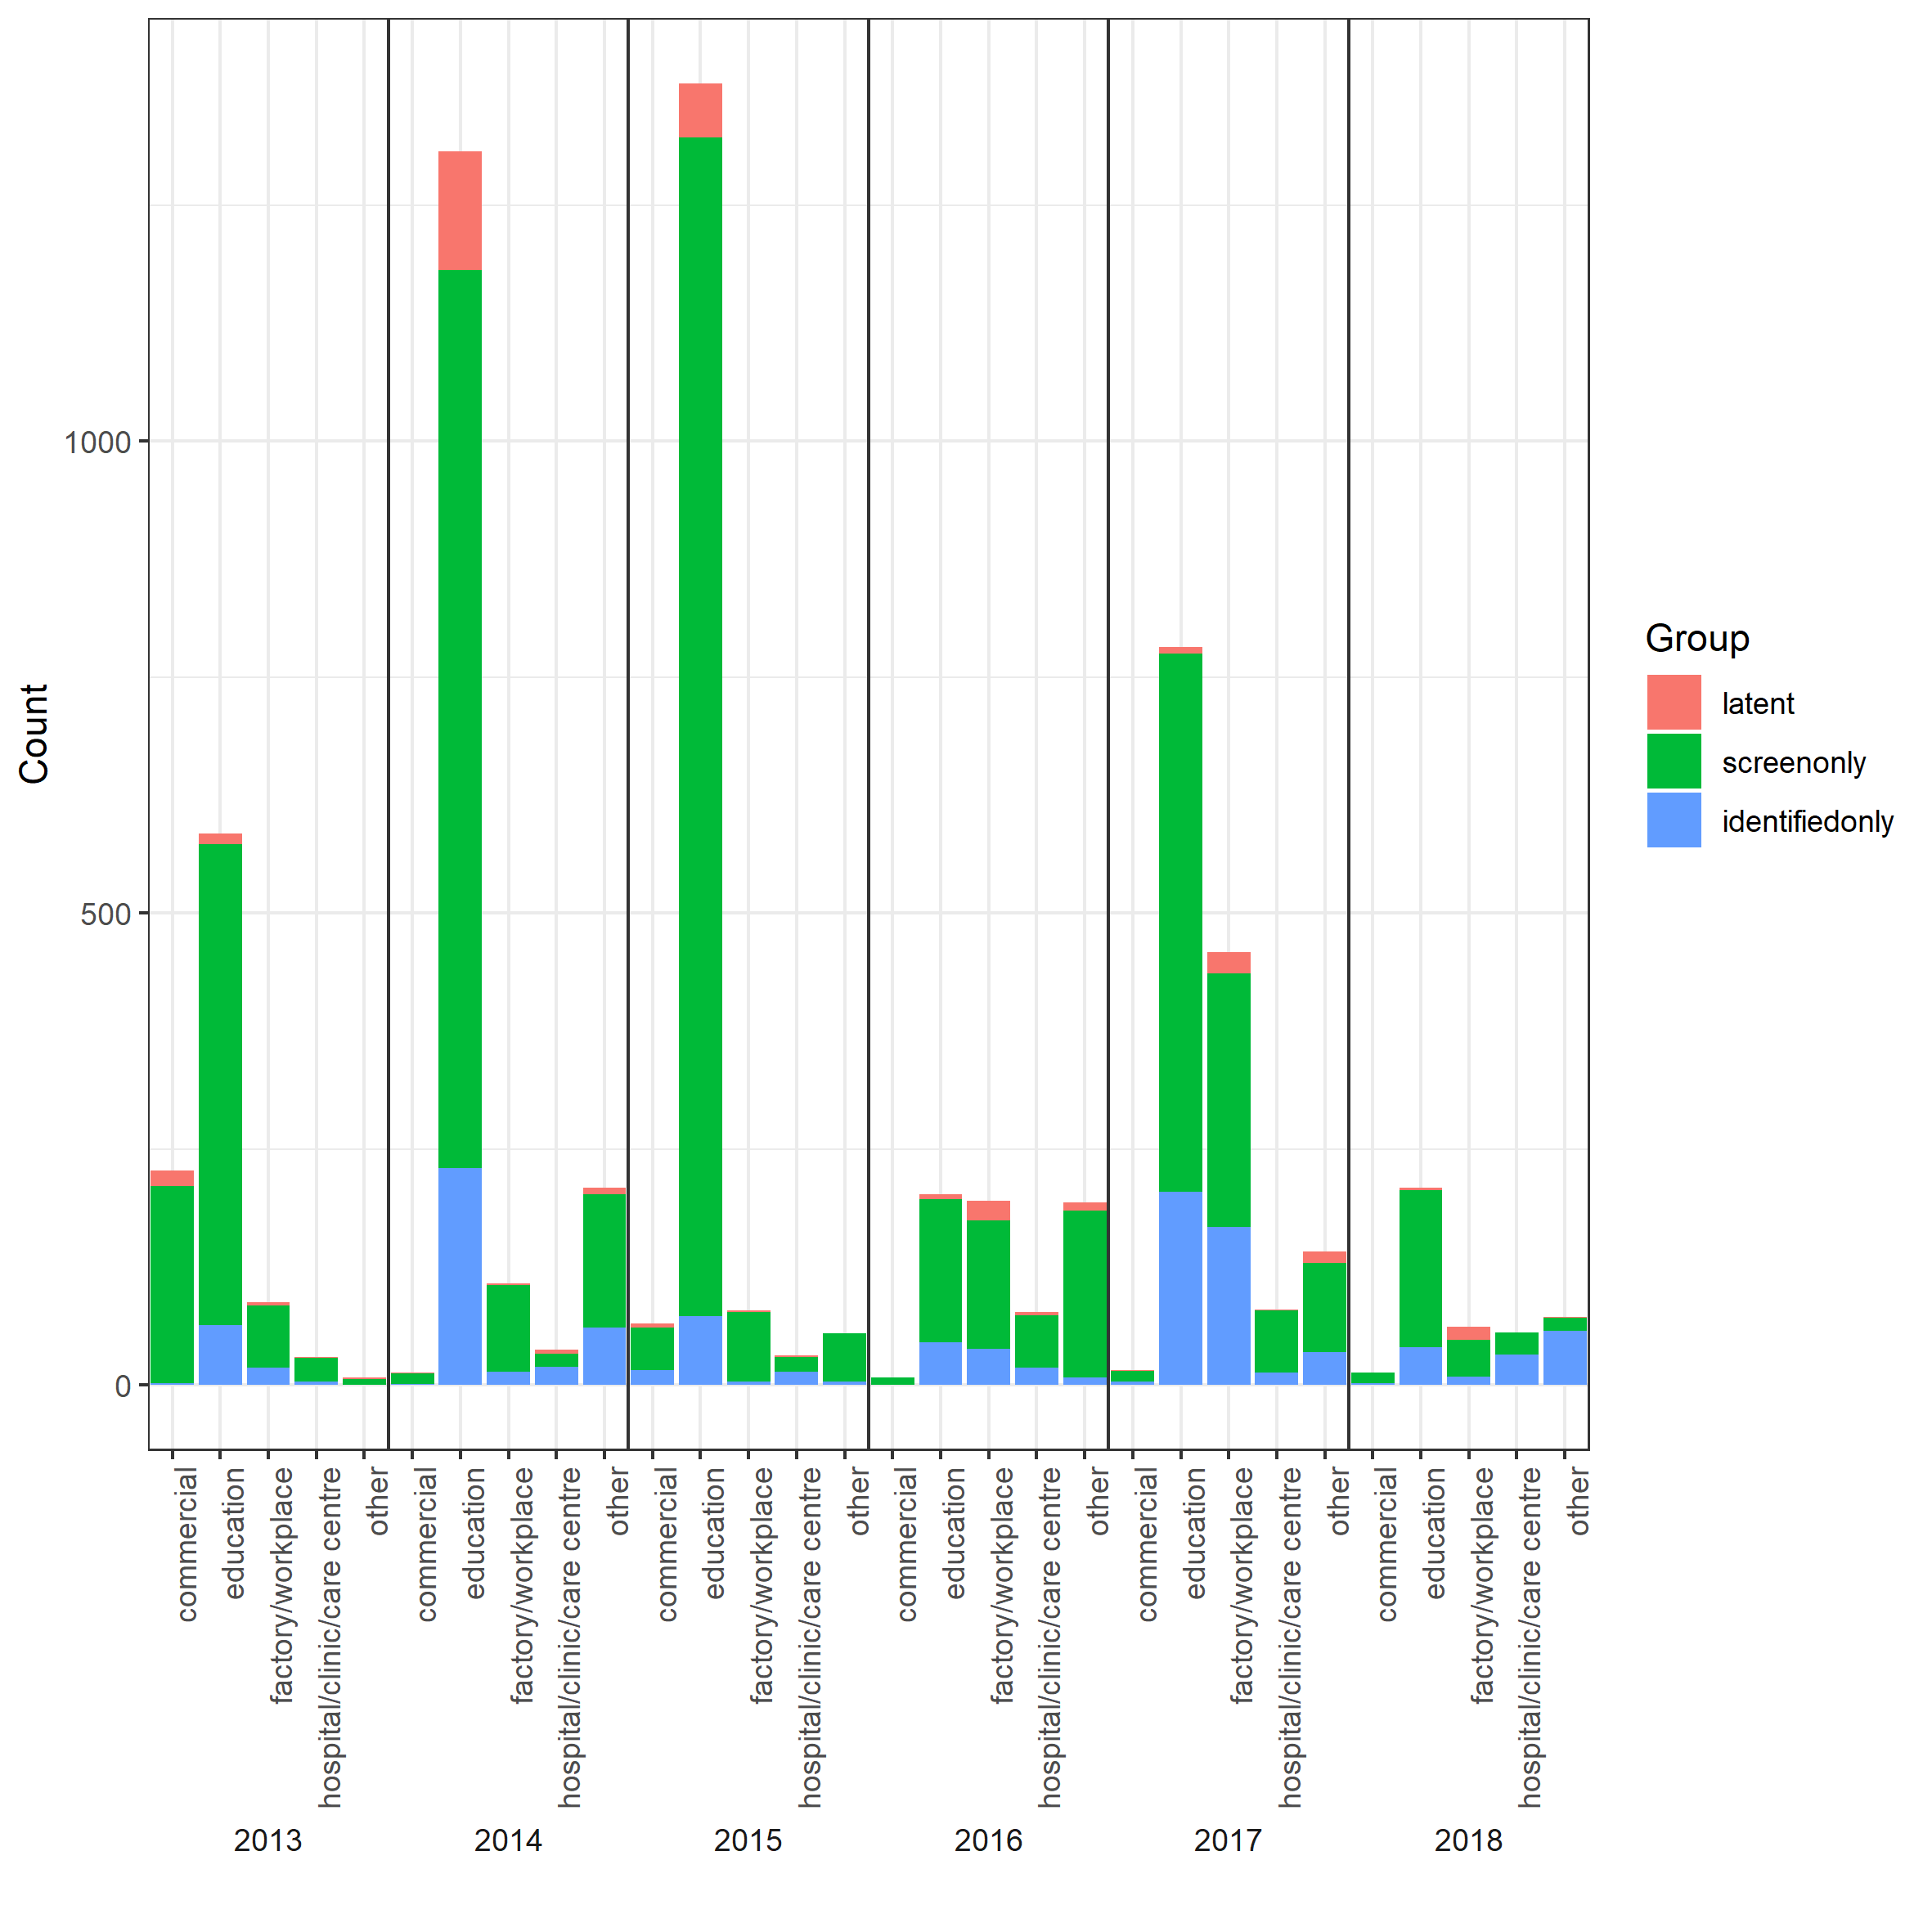 Count
1000
500
0
commercial
education
factory/workplace
hospital/clinic/care centre
other
commercial
education
factory/workplace
hospital/clinic/care centre
other
commercial
education
factory/workplace
hospital/clinic/care centre
other
commercial
education
factory/workplace
hospital/clinic/care centre
other
commercial
education
factory/workplace
hospital/clinic/care centre
other
commercial
education
factory/workplace
hospital/clinic/care centre
other
2013 2014 2015 2016 2017 2018
Group
latent
screenonly
identifiedonly